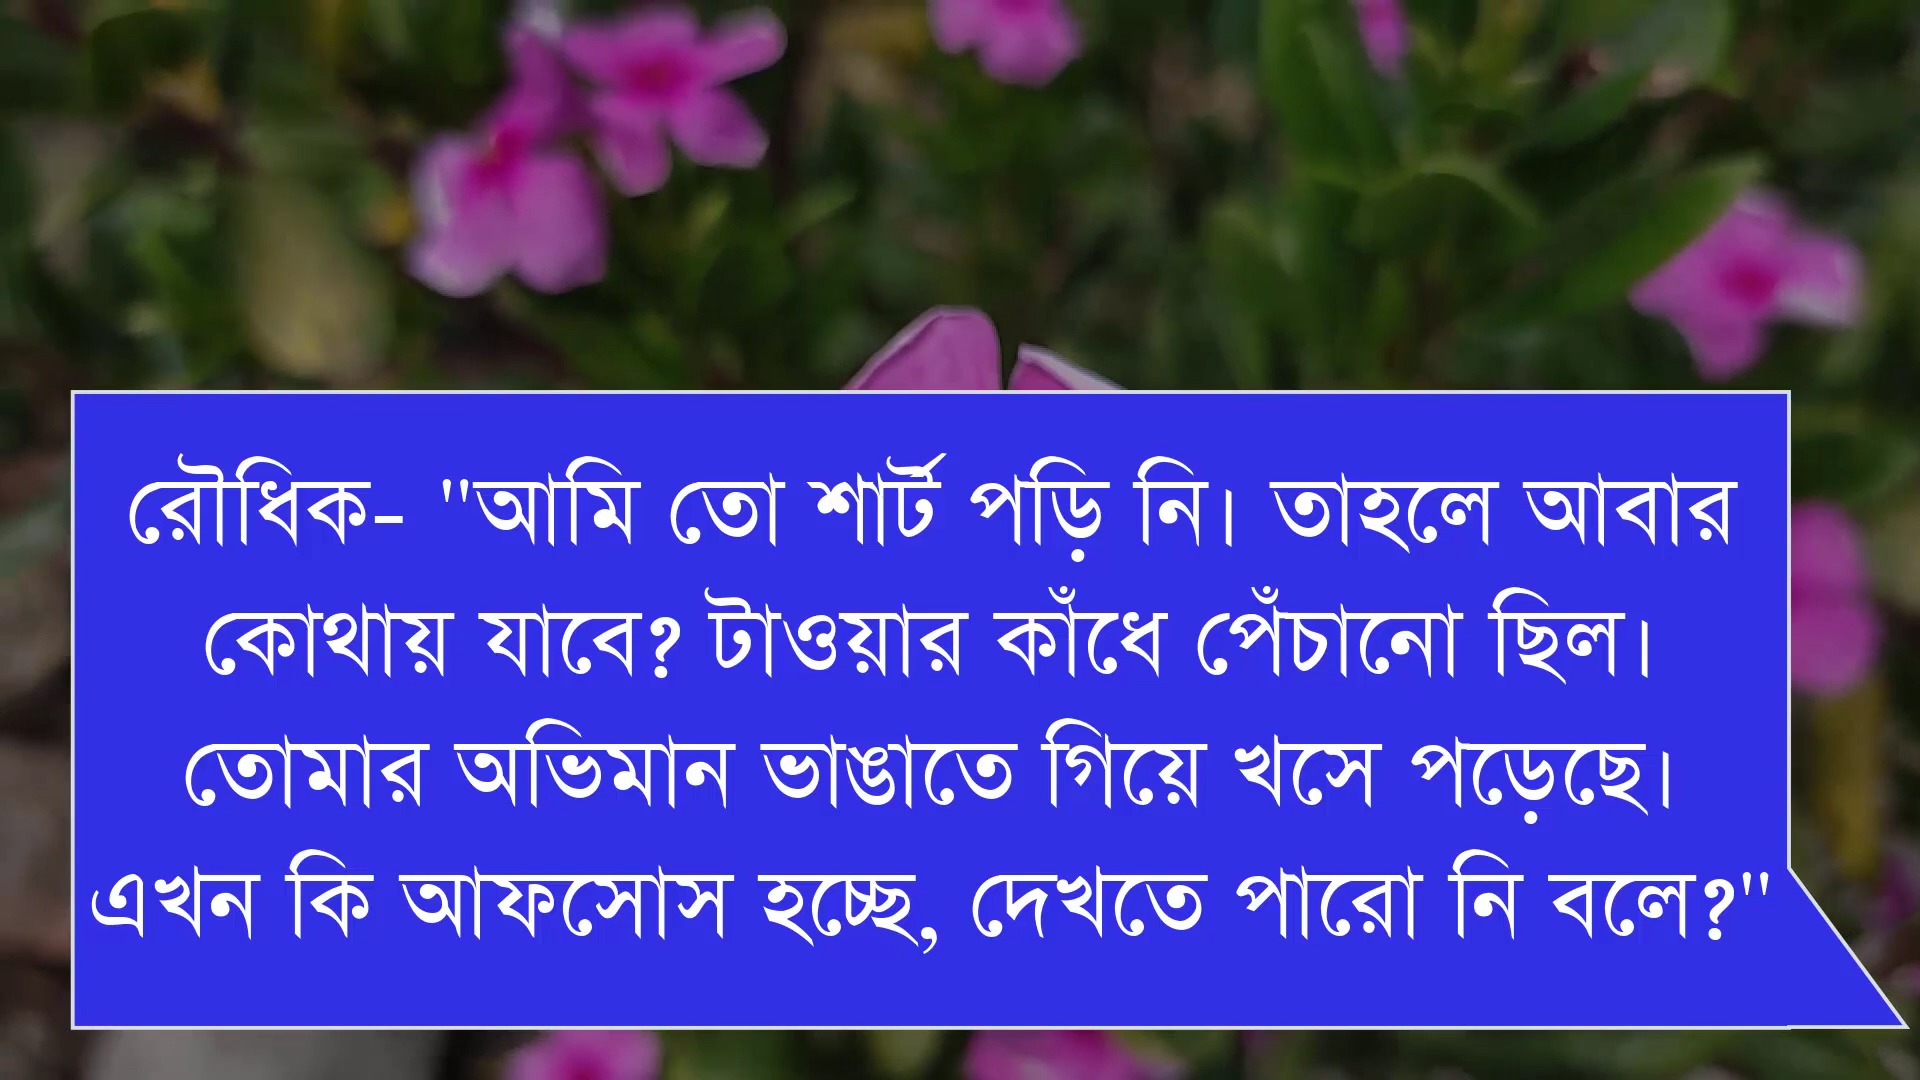 রৌধিক- "আমি তো শার্ট পড়ি নি। তাহলে আবার
কোথায় যাবে? টাওয়ার কাঁধে পেঁচানো ছিল।
তোমার অভিমান ভাঙাতে গিয়ে খসে পড়েছে।
এখন কি আফসোস হচ্ছে, দেখতে পারো নি বলে?"